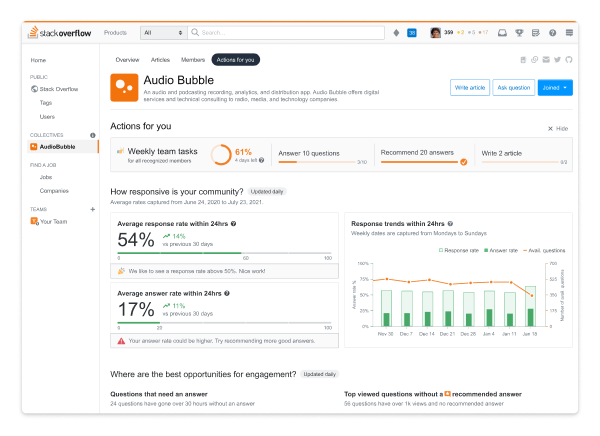 stack overflow
Products
All
Search...
38
359 2 5 17
Home
PUBLIC
Stack Overflow
Tags
Users
COLLECTIVES
AudioBubble
FIND A JOB
Jobs
Companies
TEAMS
Your Team
Overview Articles Members Actions for you
Audio Bubble
An audio and podcasting recording, analytics, and distribution app. Audio Bubble offers digital
services and technical consulting to radio, media, and technology companies.
Write article Ask question Joined
Actions for you
Hide
Weekly team tasks
for all recognized members
61%
4 days left
Answer 10 questions
3/10
Recommend 20 answers
Write 2 article
How responsive is your community? Updated daily
Average rates captured from June 24, 2020 to July 23, 2021.
Average response rate within 24hrs
54%
14%
vs previous 30 days
0 60 100
We like to see a response rate above 50%. Nice work!
Average answer rate within 24hrs
17%
11%
vs previous 30 days
0 20 100
Your answer rate could be higher. Try recommending more good answers.
Response trends within 24hrs
Weekly dates are captured from Mondays to Sundays
Response rate Answer rate Avail. questions
Answer rate %
100%
75%
50%
25%
0%
700
525
350
175
0
Number of avail. questions
Nov 30 Dec 7 Dec 14 Dec 21 Dec 28 Jan 4 Jan 11 Jan 18
Where are the best opportunities for engagement? Updated daily
Questions that need an answer
24 questions have gone over 30 hours without an answer
Top viewed questions without a recommended answer
56 questions have over 1k views and no recommended answer